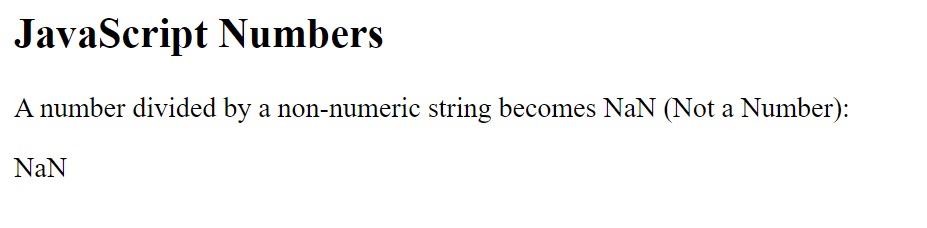 JavaScript Numbers
A number divided by a non-numeric string becomes NaN (Not a Number):
NaN